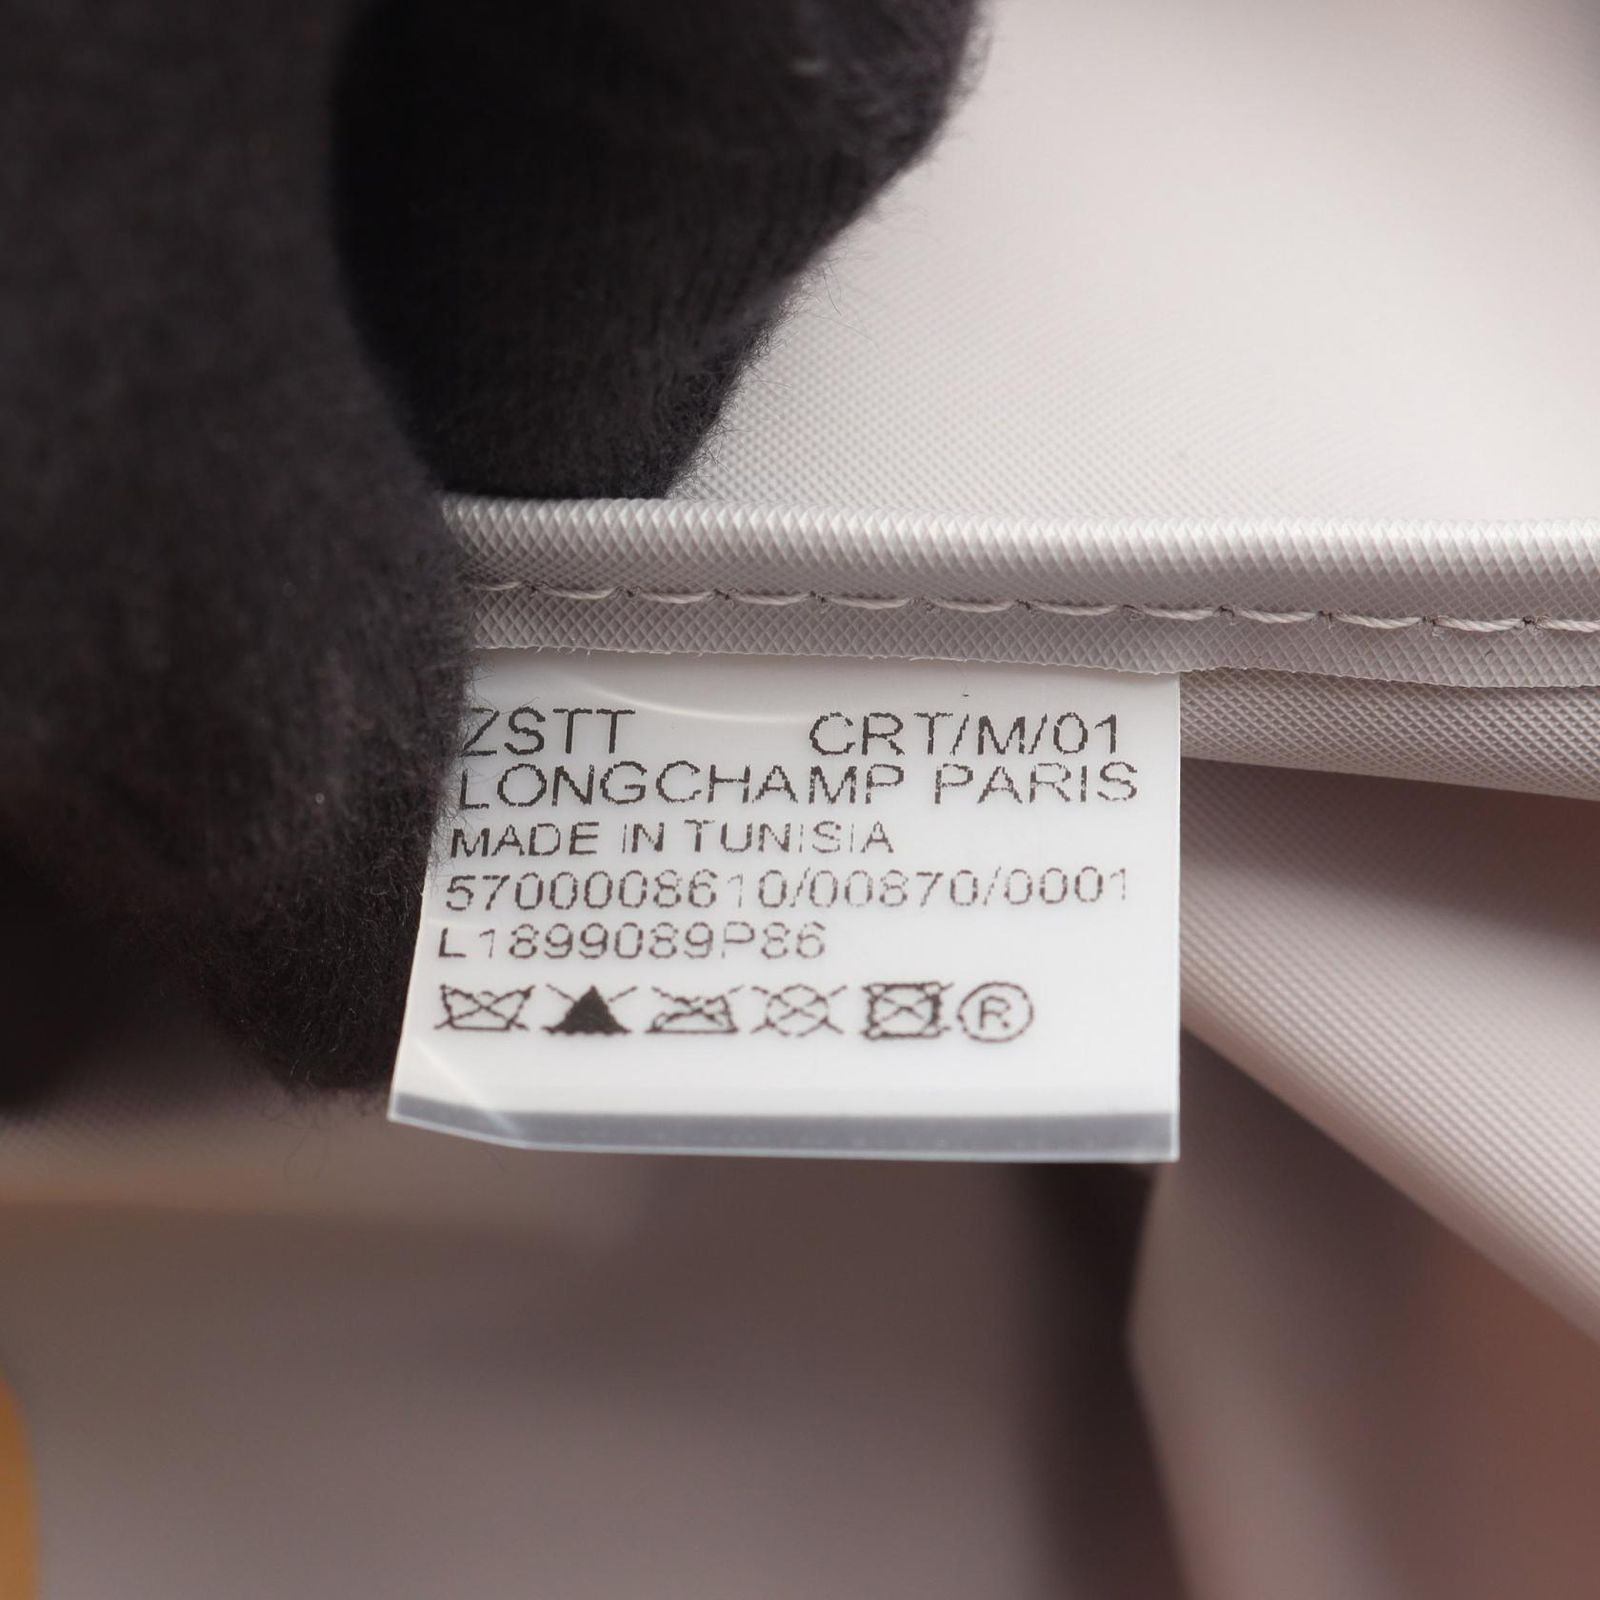 ZSTT CRT/M/01
LONGCHAMP PARIS
MADE IN TUNISIA
5700008610/00870/0001
L1899089P86
R